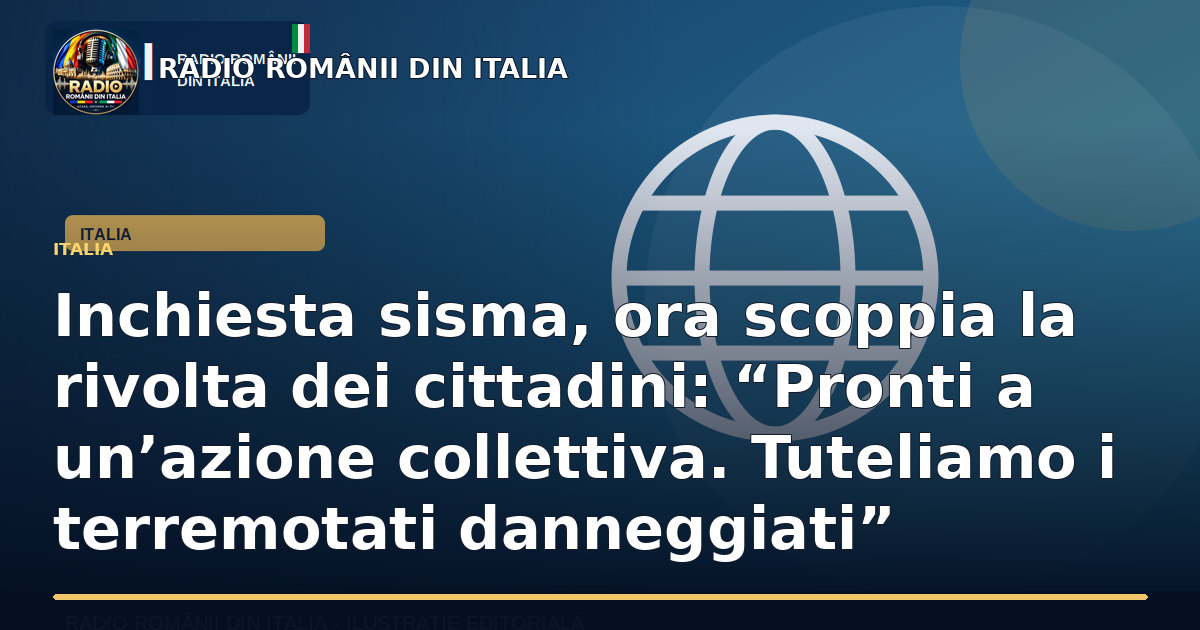 RADIO ROMÂNII
DIN ITALIA
RADIO ROMÂNII DIN ITALIA
RADIO
ROMÂNII DIN ITALIA
ITALIA
ITALIA
Inchiesta sisma, ora scoppia la
rivolta dei cittadini: “Pronti a
un’azione collettiva. Tuteliamo i
terremotati danneggiati”
RADIO ROMÂNII DIN ITALIA · ILUSTRAȚIE EDITORIALĂ